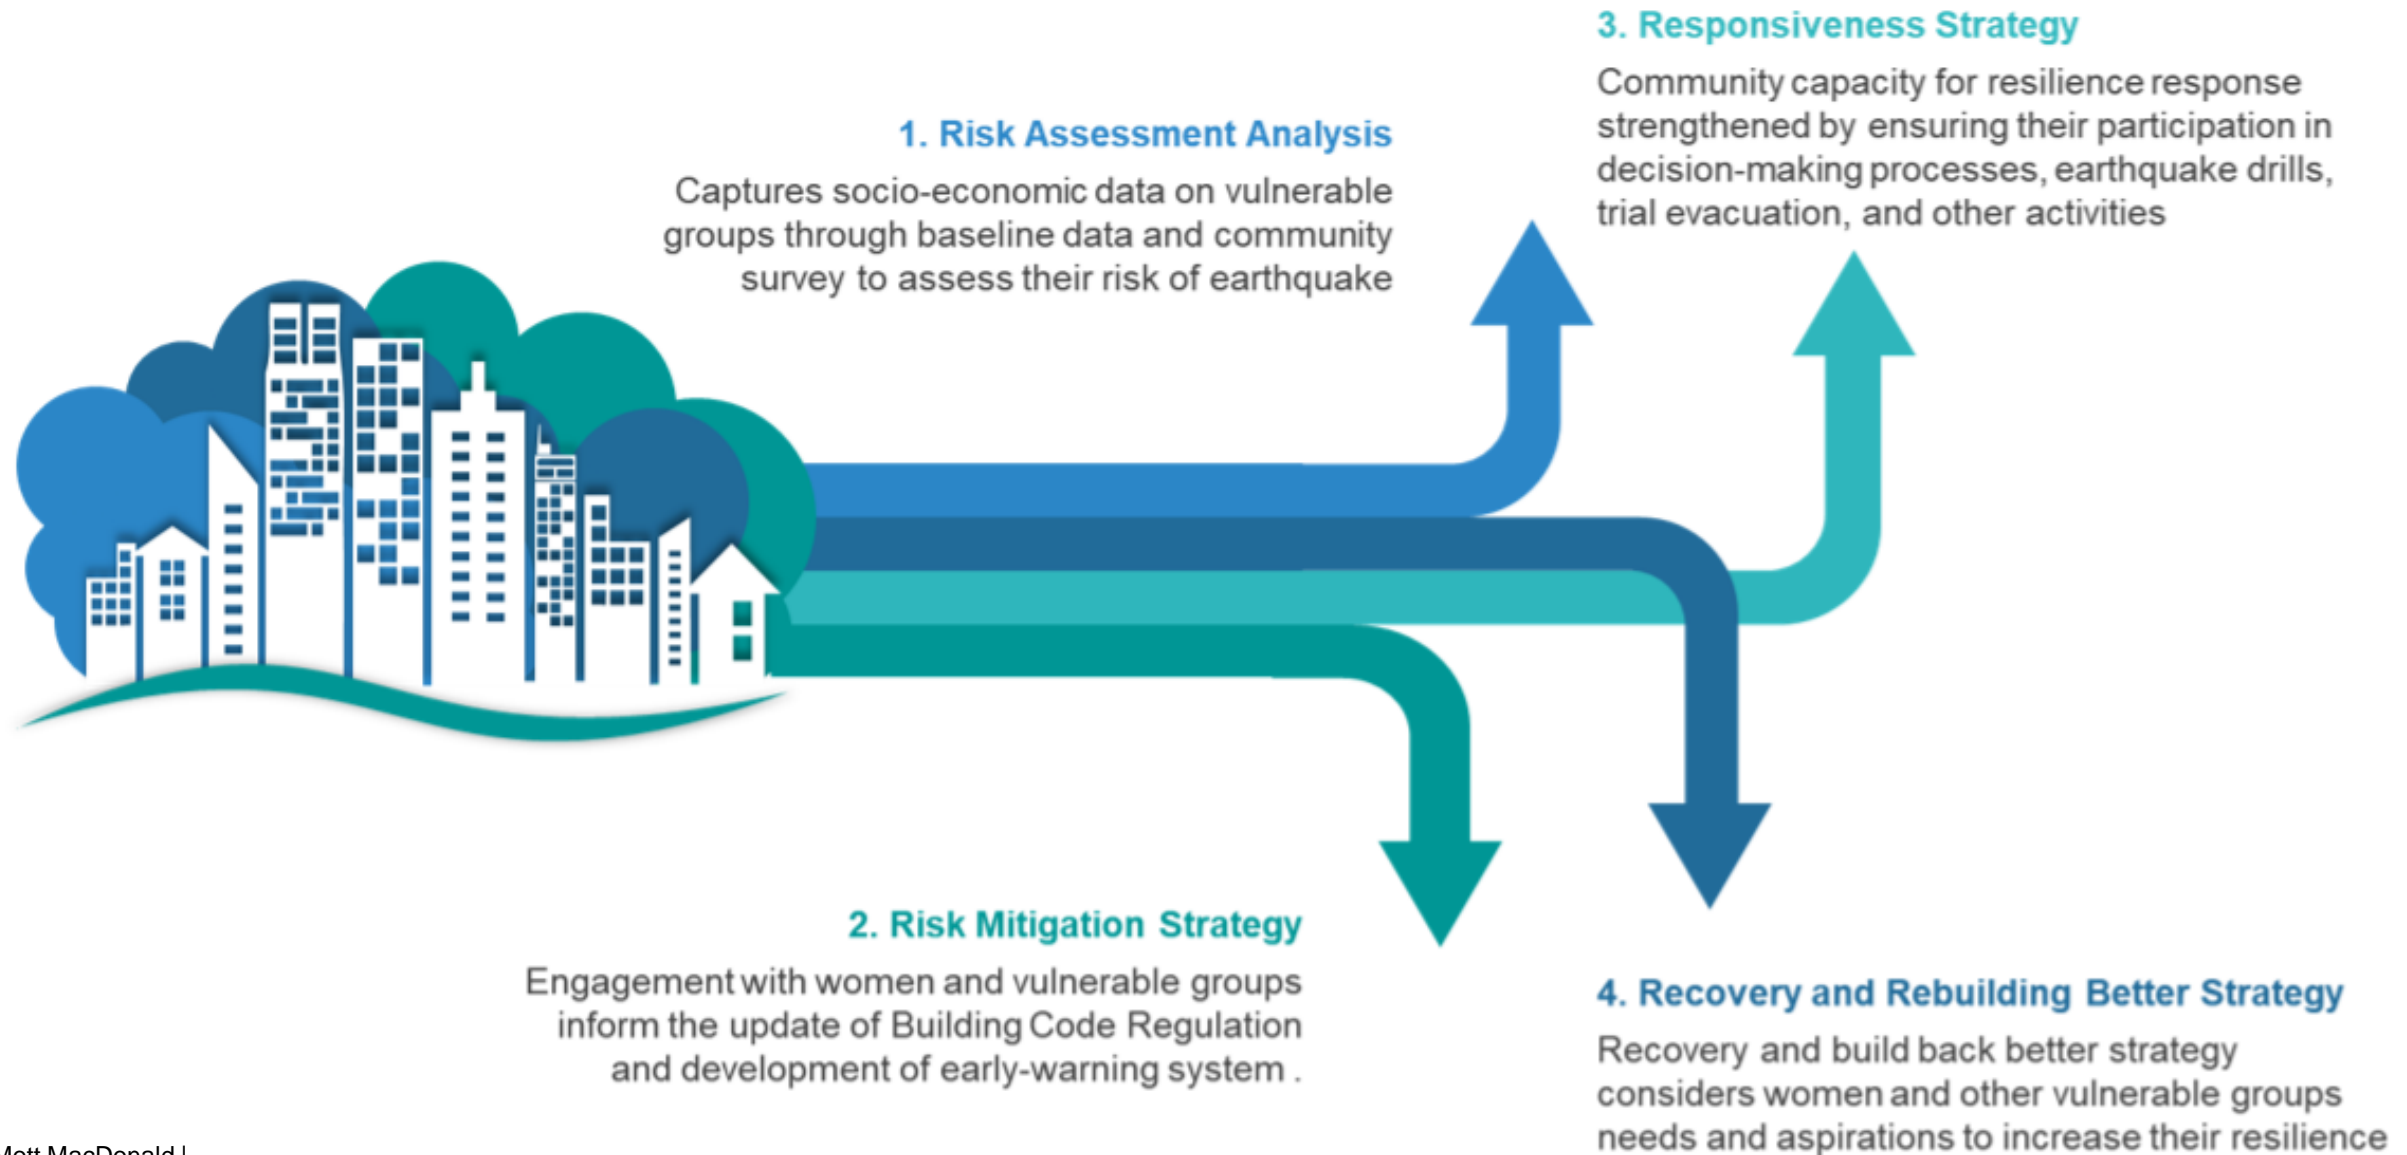 1. Risk Assessment Analysis
Captures socio-economic data on vulnerable
groups through baseline data and community
survey to assess their risk of earthquake
2. Risk Mitigation Strategy
Engagement with women and vulnerable groups
inform the update of Building Code Regulation
and development of early-warning system .
3. Responsiveness Strategy
Community capacity for resilience response
strengthened by ensuring their participation in
decision-making processes, earthquake drills,
trial evacuation, and other activities
4. Recovery and Rebuilding Better Strategy
Recovery and build back better strategy
considers women and other vulnerable groups
needs and aspirations to increase their resilience
Mott MacDonald |